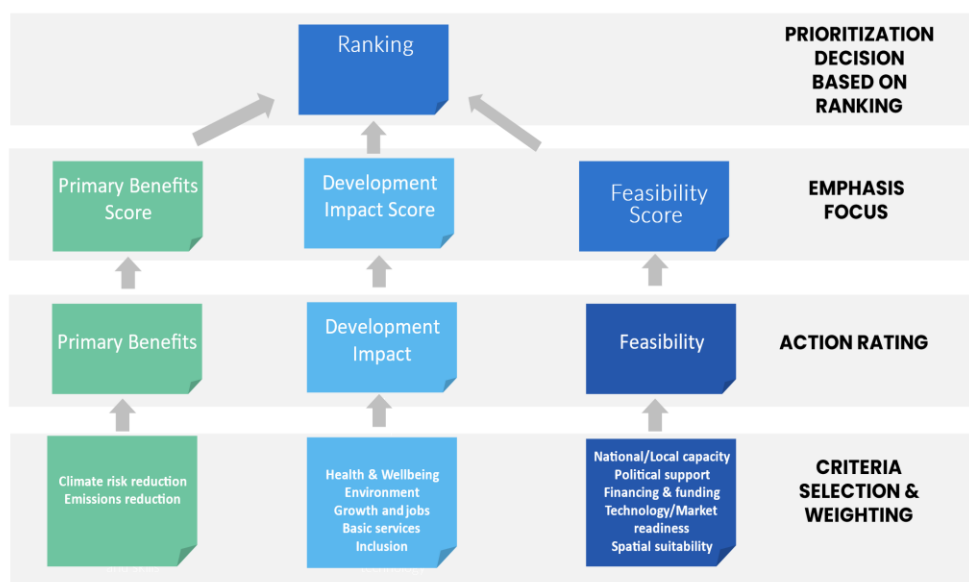 Ranking
PRIORITIZATION
DECISION
BASED ON
RANKING
Primary Benefits
Score
Development
Impact Score
Feasibility
Score
EMPHASIS
FOCUS
Primary Benefits
Development
Impact
Feasibility
ACTION RATING
Climate risk reduction
Emissions reduction
Health & Wellbeing
Environment
Growth and jobs
Basic services
Inclusion
National/Local capacity
Political support
Financing & funding
Technology/Market
readiness
Spatial suitability
CRITERIA
SELECTION &
WEIGHTING